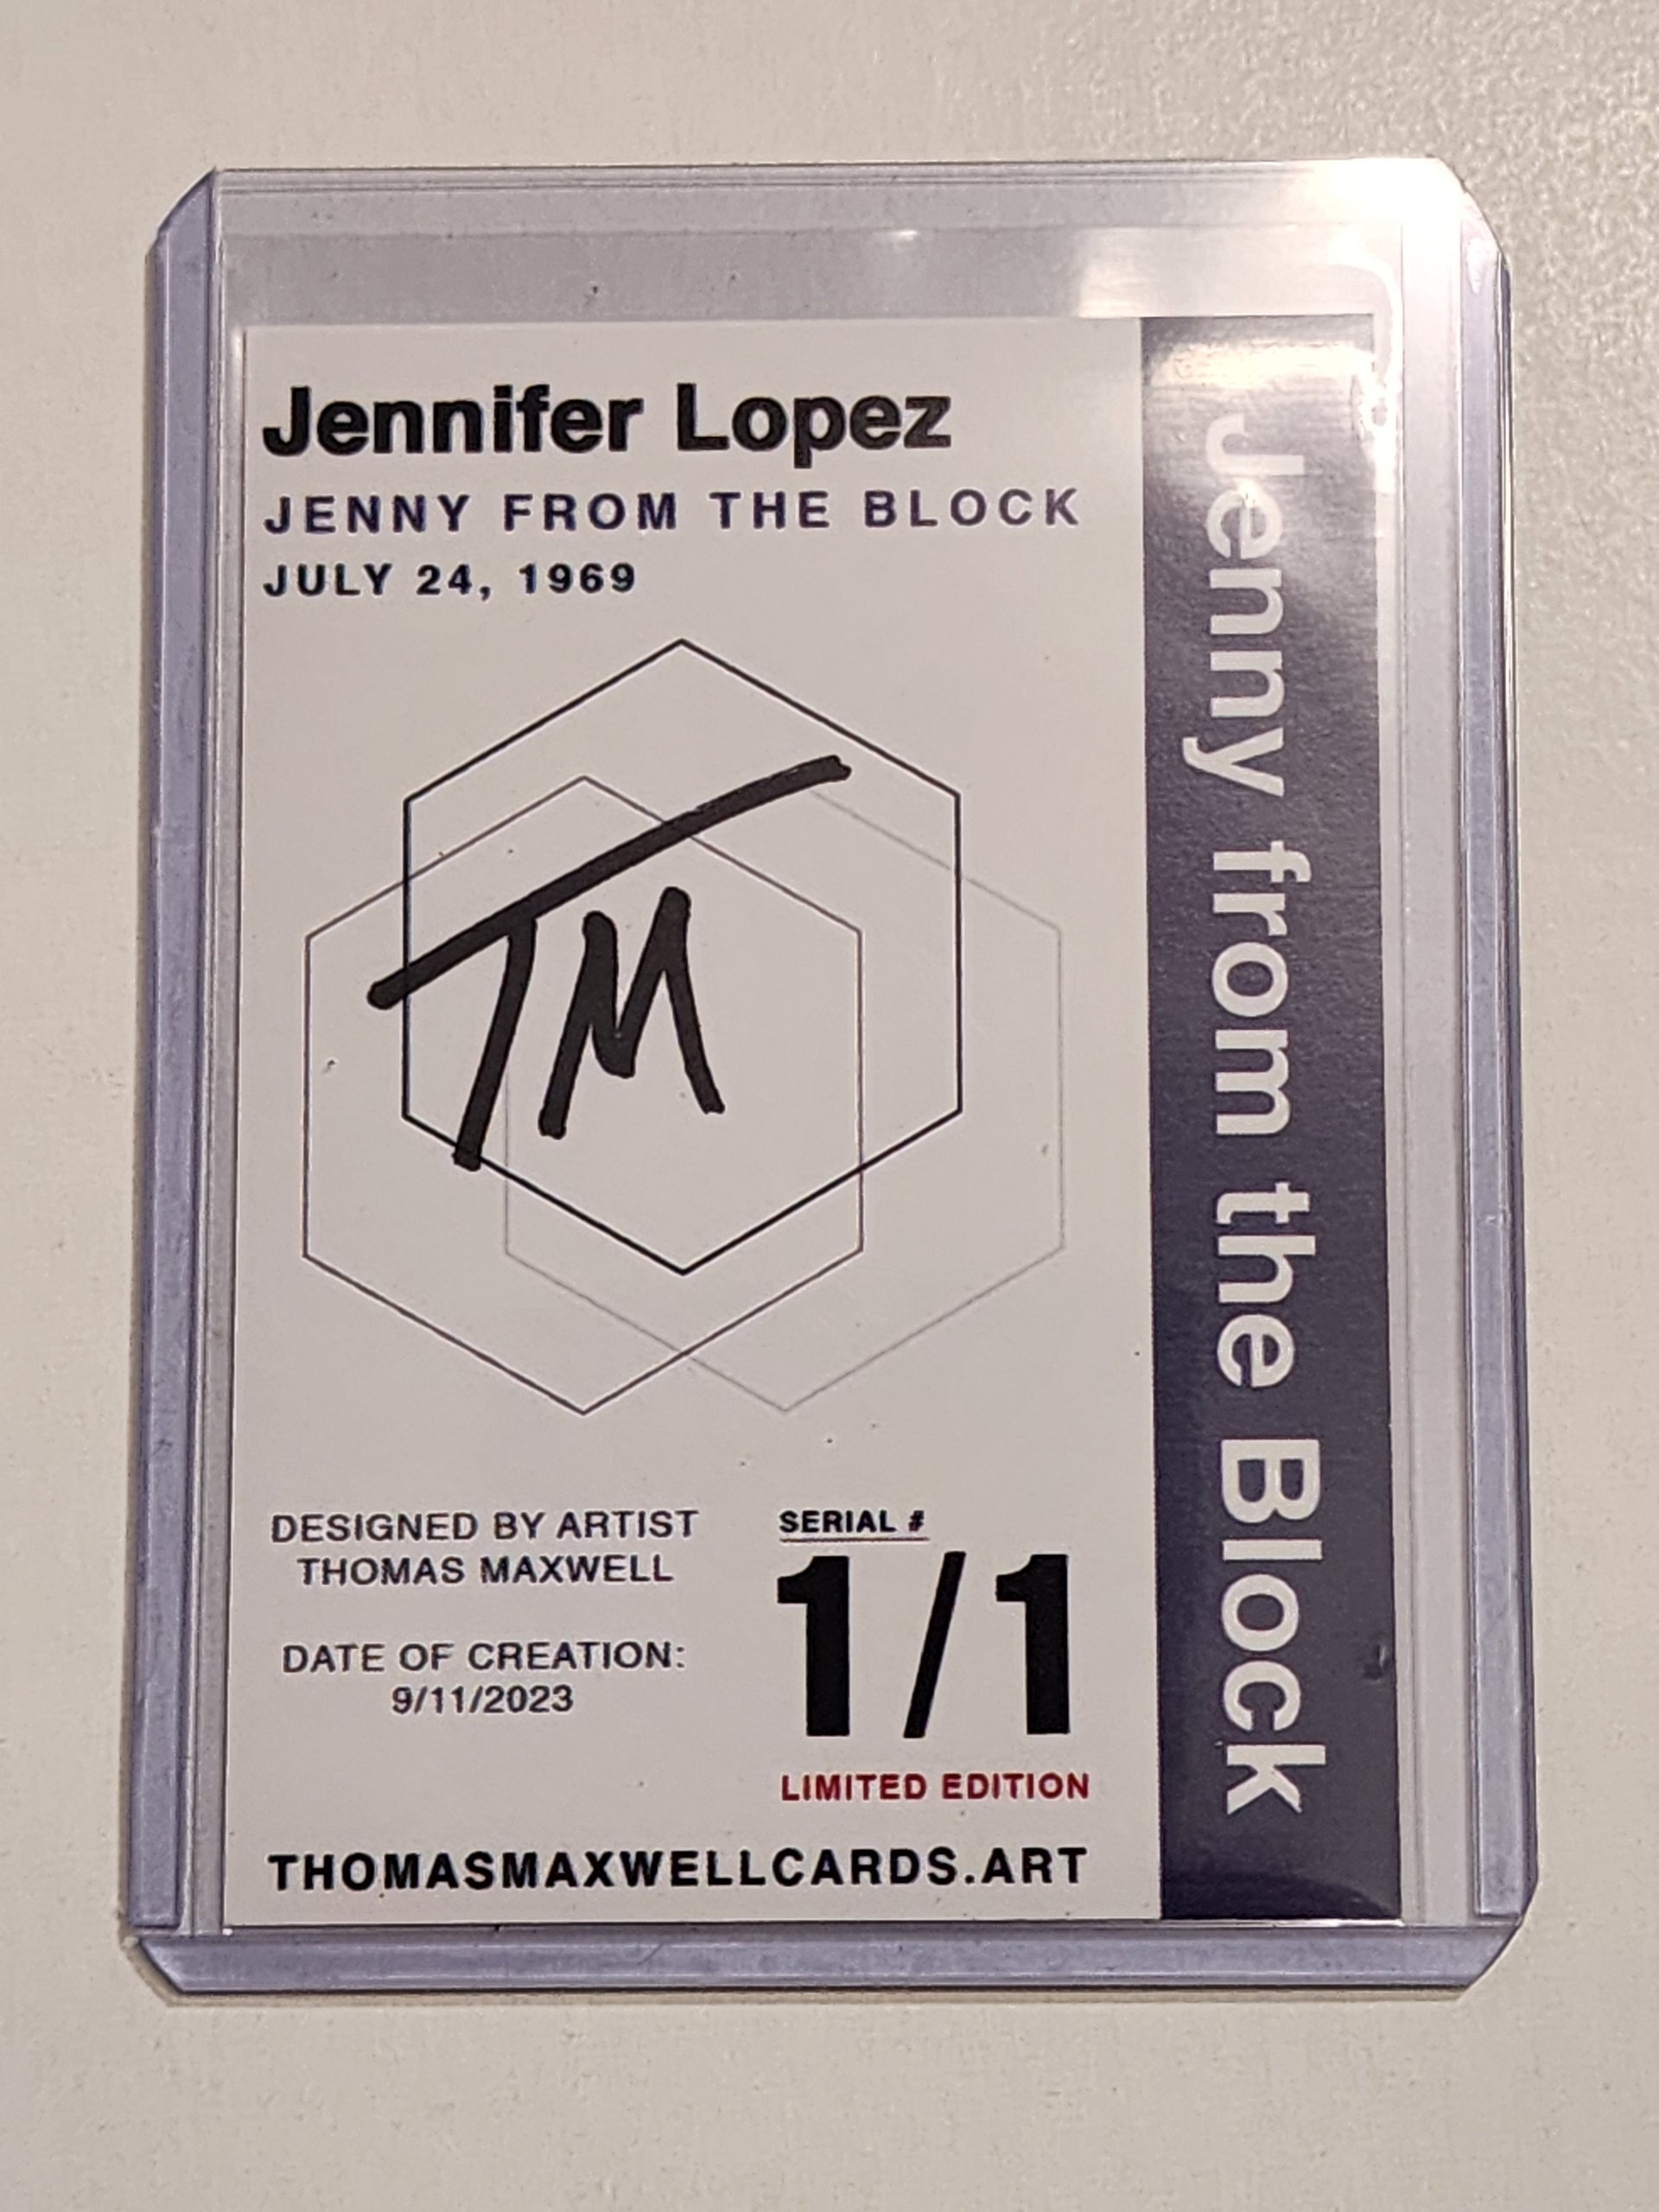 Jennifer Lopez
JENNY FROM THE BLOCK
JULY 24, 1969
TM
DESIGNED BY ARTIST
THOMAS MAXWELL
DATE OF CREATION:
9/11/2023
SERIAL #
1/1
LIMITED EDITION
THOMASMAXWELLCARDS.ART
Jenny from the Block